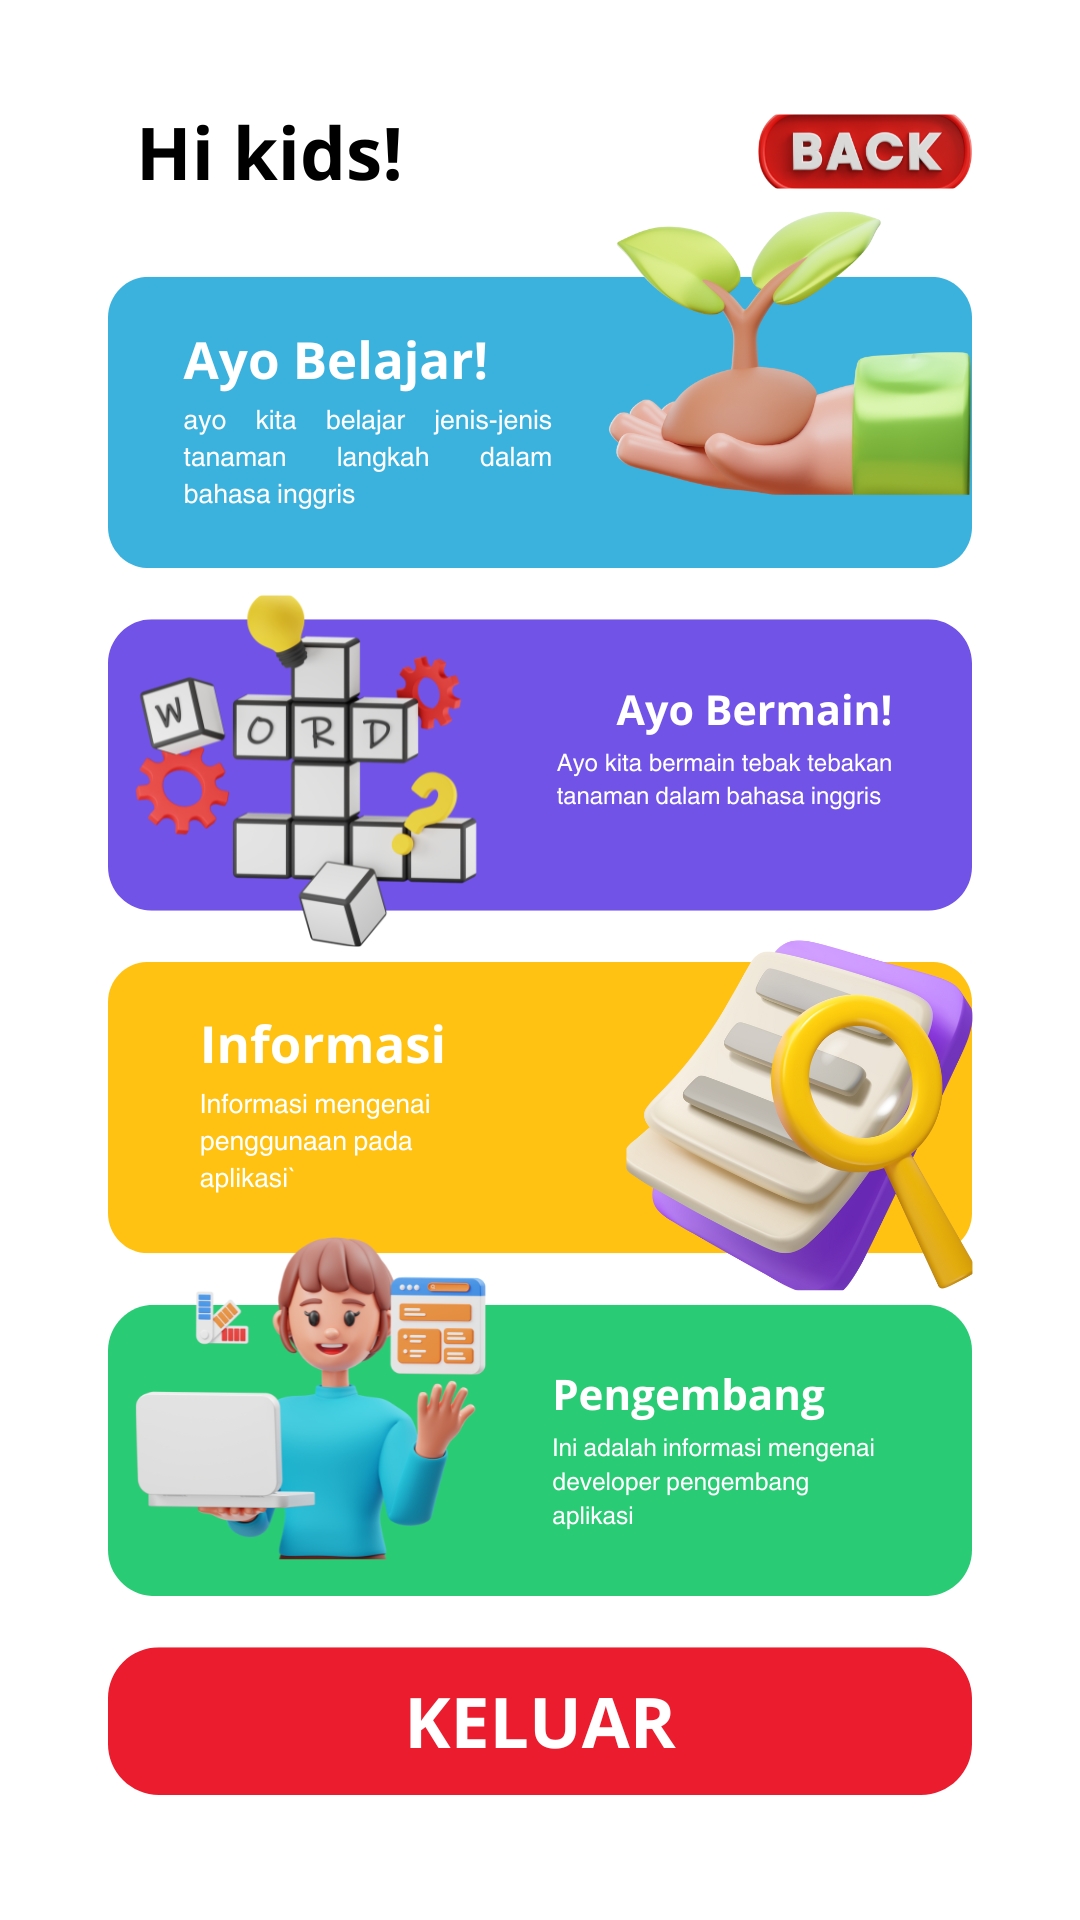 Hi kids!
BACK
Ayo Belajar!
ayo kita belajar jenis-jenis
tanaman langkah dalam
bahasa inggris
W O R D
?
Ayo Bermain!
Ayo kita bermain tebak tebakan
tanaman dalam bahasa inggris
Informasi
Informasi mengenai
penggunaan pada
aplikasi`
Pengembang
Ini adalah informasi mengenai
developer pengembang
aplikasi
KELUAR